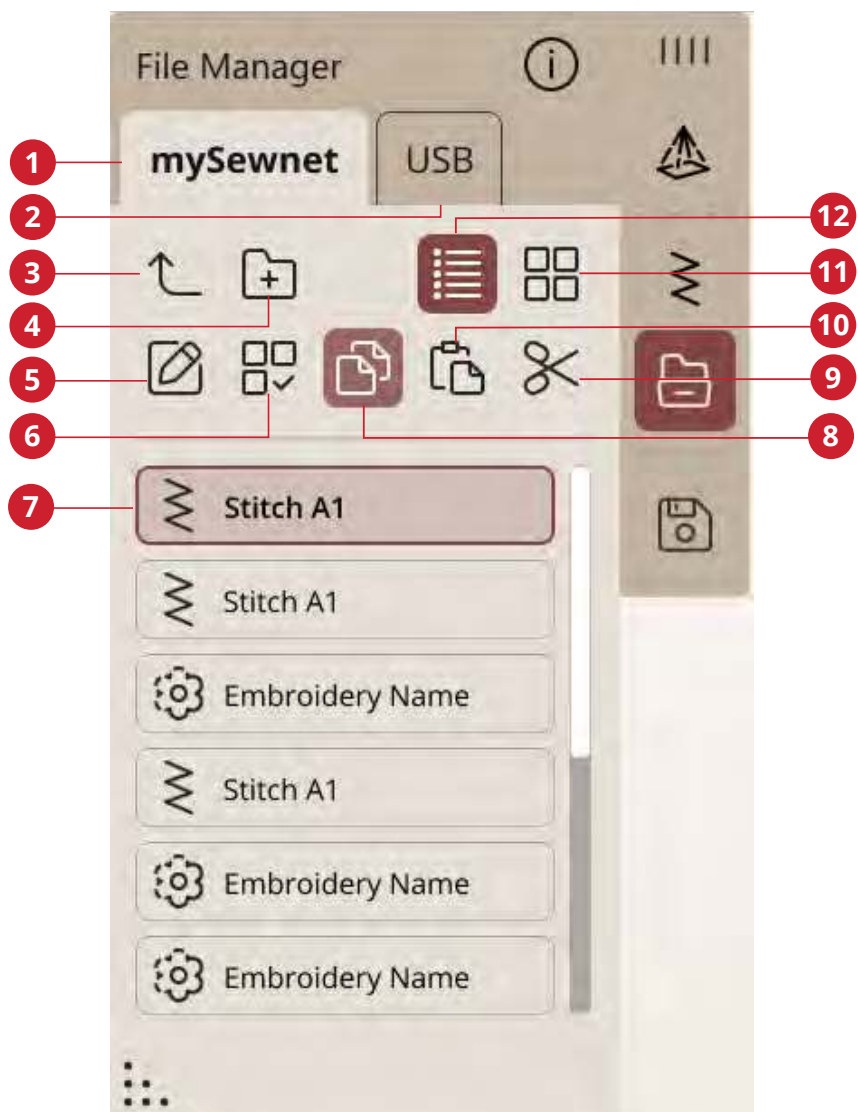 File Manager
1 mySewnet USB
2 12
3 11
4 10
5 9
6 8
7 Stitch A1
Stitch A1
Embroidery Name
Stitch A1
Embroidery Name
Embroidery Name